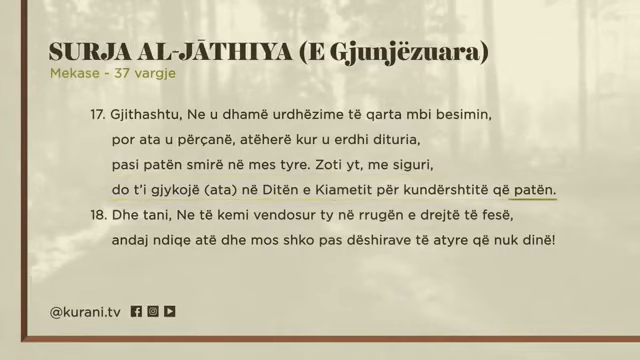 SURJA AL-JĀTHIYA (E Gjunjëzuara)
Mekase - 37 vargje
17. Gjithashtu, Ne u dhamë urdhëzime të qarta mbi besimin,
por ata u përçanë, atëherë kur u erdhi dituria,
pasi patën smirë në mes tyre. Zoti yt, me siguri,
do t'i gjykojë (ata) në Ditën e Kiametit për kundërshtitë që patën.
18. Dhe tani, Ne të kemi vendosur ty në rrugën e drejtë të fesë,
andaj ndiqe atë dhe mos shko pas dëshirave të atyre që nuk dinë!
@kurani.tv